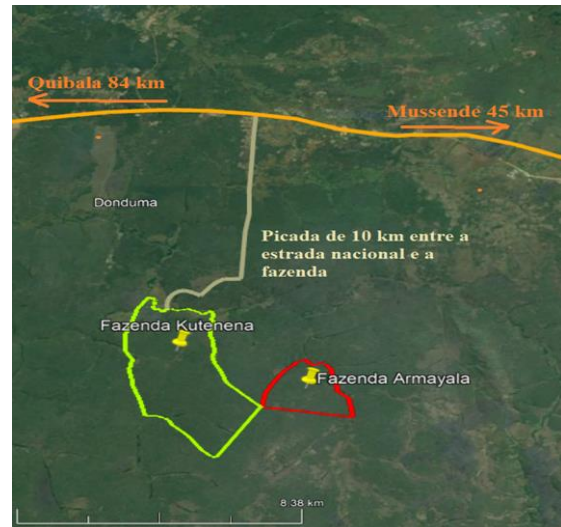 Quibala 84 km
Mussende 45 km
Donduma
Picada de 10 km entre a
estrada nacional e a
fazenda
Fazenda Kutenena
Fazenda Armayala
8.38 km